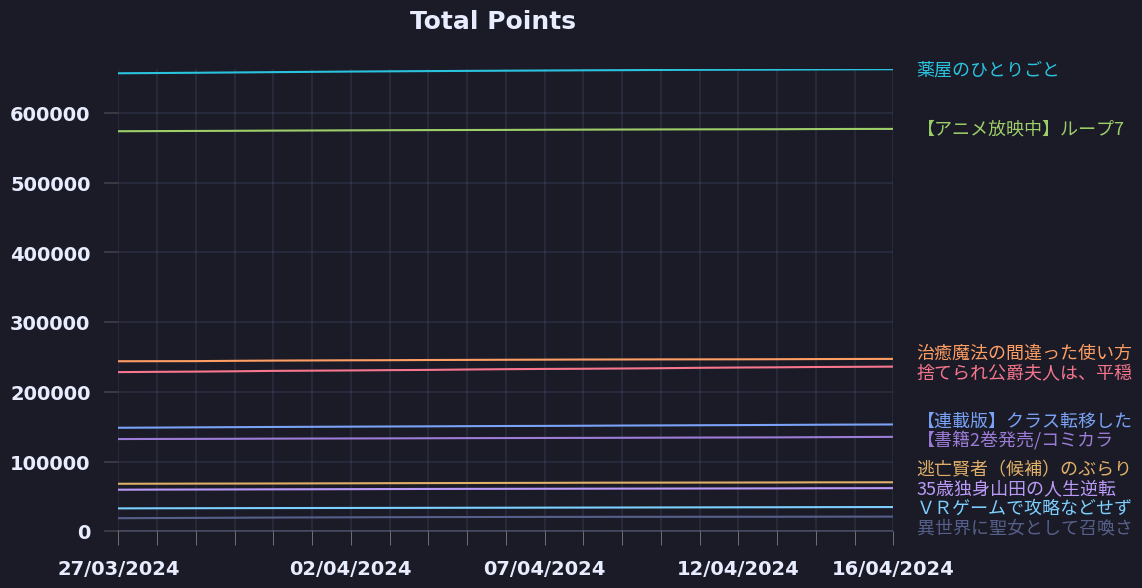 Total Points
薬屋のひとりごと
600000
【アニメ放映中】ループ7
500000
400000
300000
治癒魔法の間違った使い方
捨てられ公爵夫人は、平穏
200000
【連載版】クラス転移した
【書籍2巻発売/コミカラ
100000
逃亡賢者（候補）のぶらり
35歳独身山田の人生逆転
ＶＲゲームで攻略などせず
異世界に聖女として召喚さ
0
27/03/2024 02/04/2024 07/04/2024 12/04/2024 16/04/2024